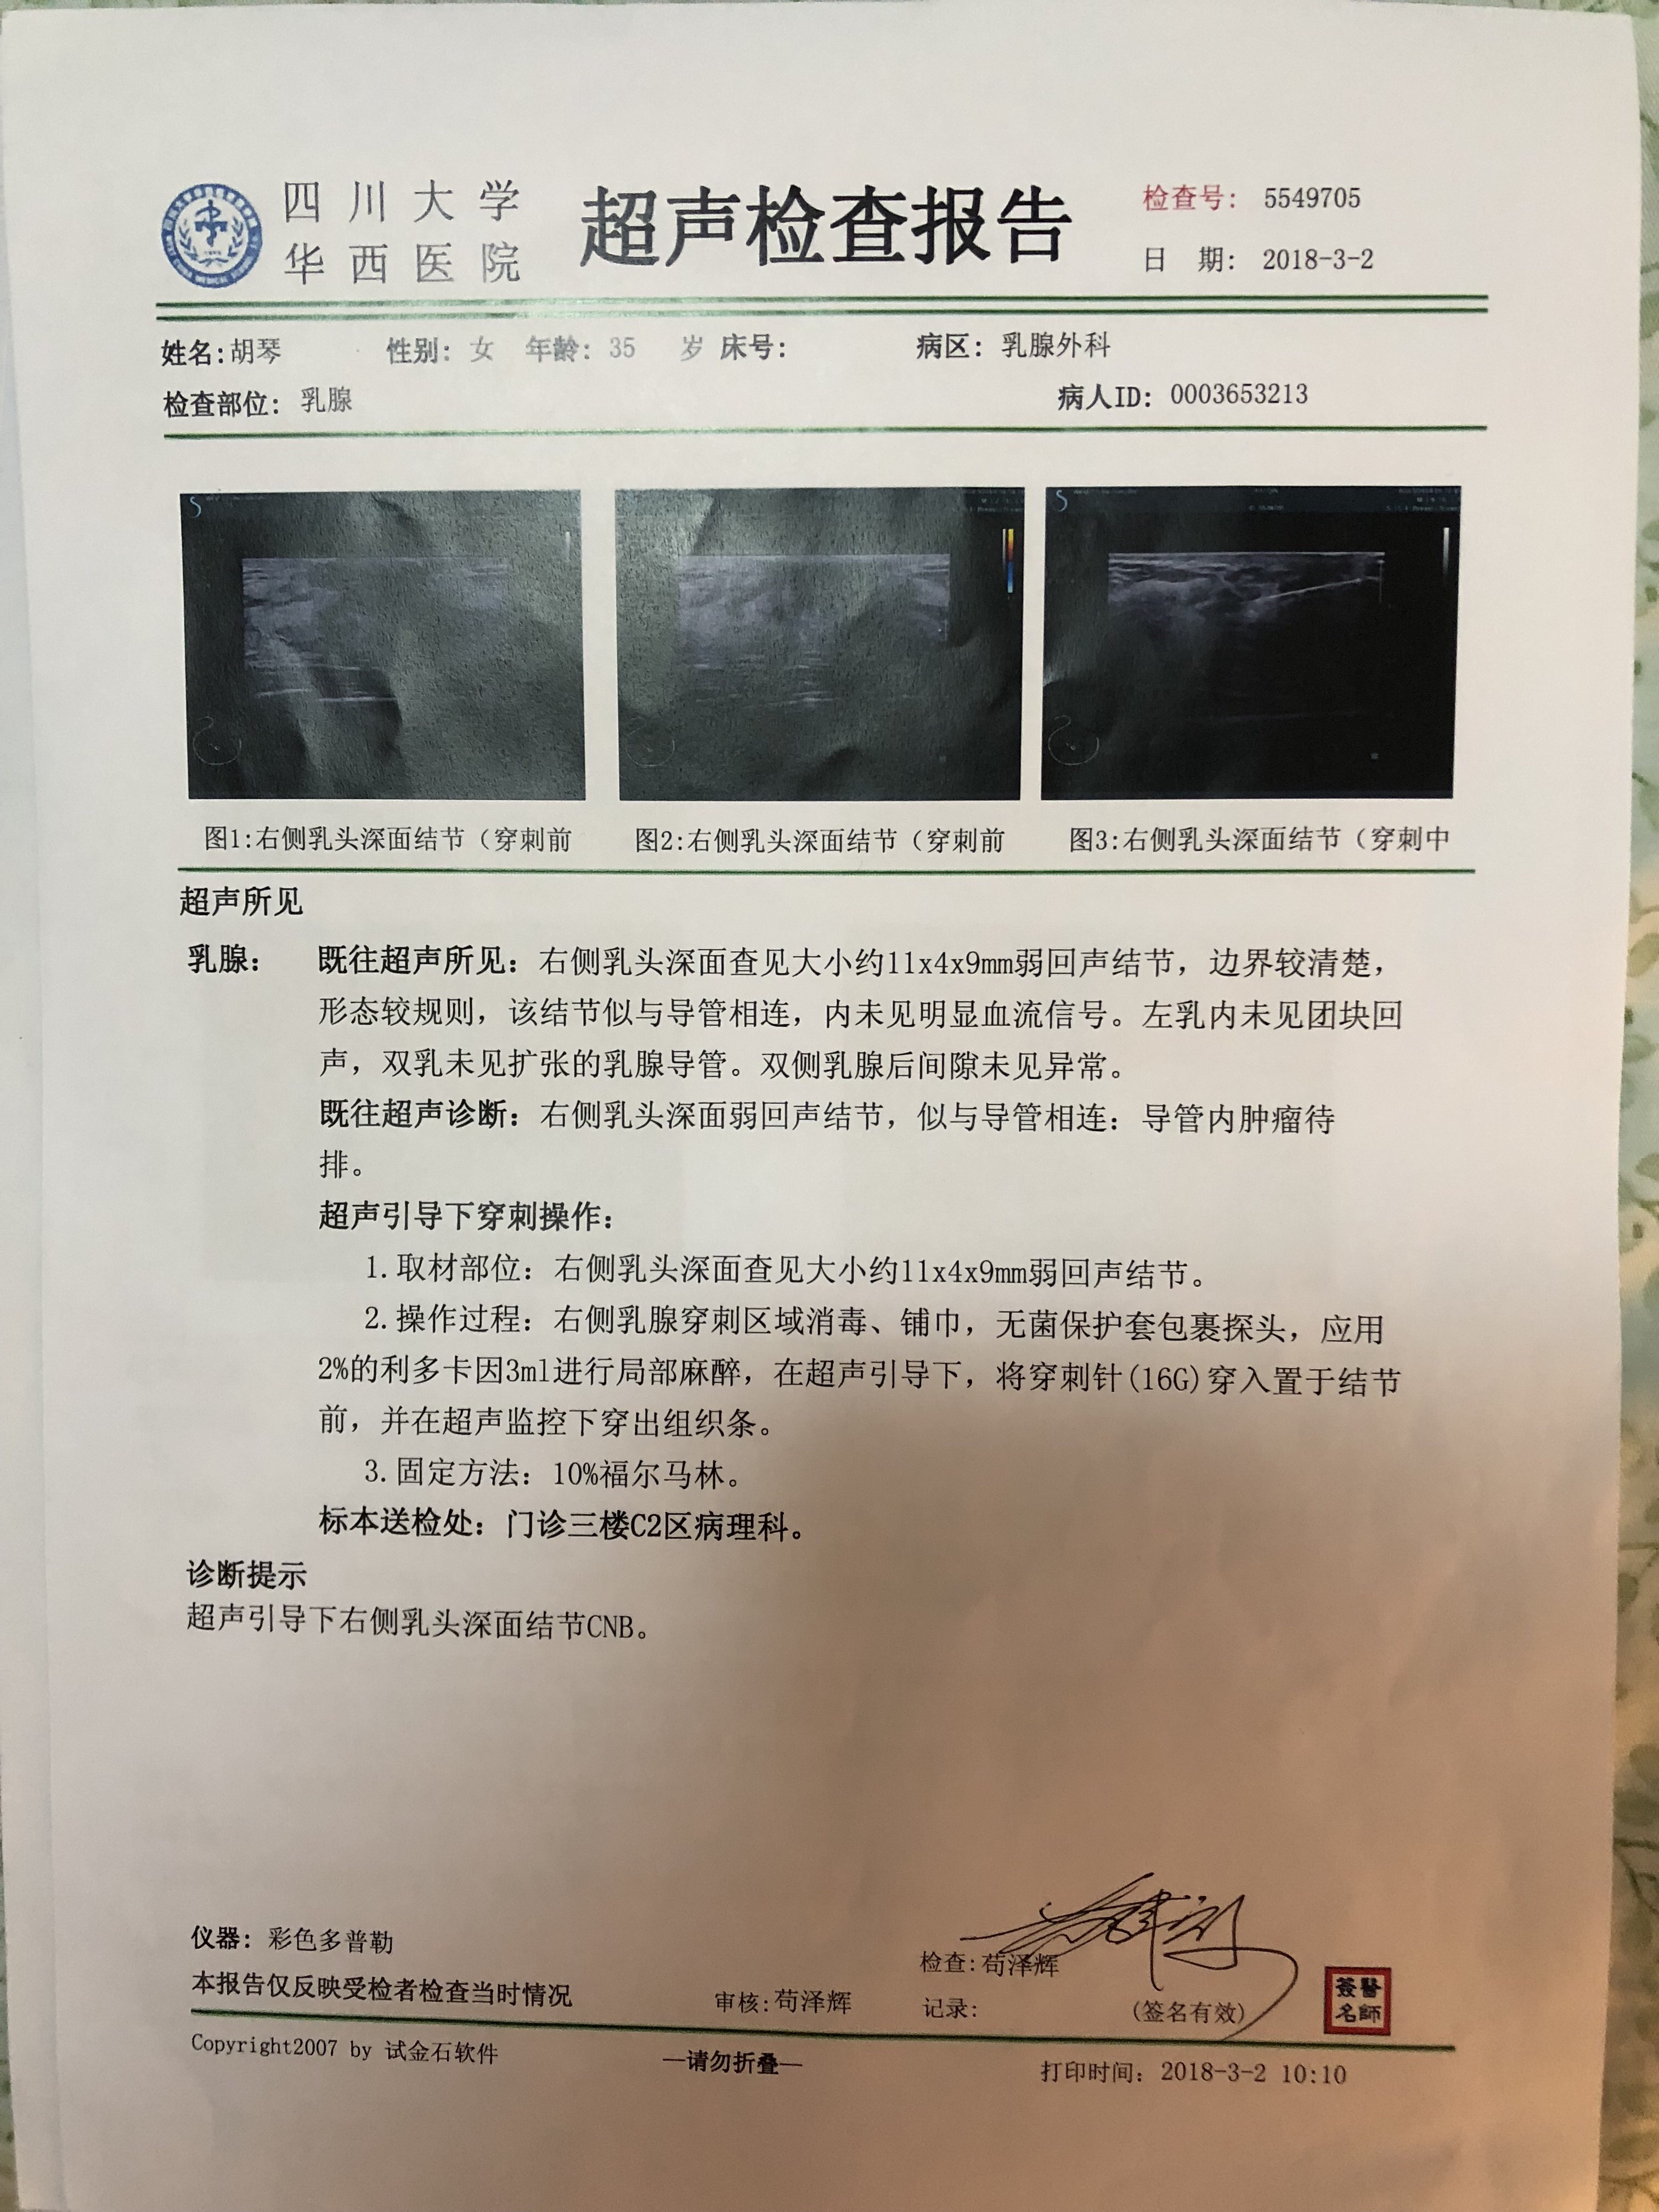 四川大学
华西医院
超声检查报告
检查号: 5549705
日 期: 2018-3-2
姓名:胡琴 性别: 女 年龄: 35 岁 床号: 病区: 乳腺外科
检查部位: 乳腺 病人ID: 0003653213
图1:右侧乳头深面结节（穿刺前 图2:右侧乳头深面结节（穿刺前 图3:右侧乳头深面结节（穿刺中
超声所见
乳腺: 既往超声所见: 右侧乳头深面查见大小约11x4x9mm弱回声结节，边界较清楚，
形态较规则，该结节似与导管相连，内未见明显血流信号。左乳内未见团块回
声，双乳未见扩张的乳腺导管。双侧乳腺后间隙未见异常。
既往超声诊断: 右侧乳头深面弱回声结节，似与导管相连: 导管内肿瘤待
排。
超声引导下穿刺操作:
1.取材部位: 右侧乳头深面查见大小约11x4x9mm弱回声结节。
2.操作过程: 右侧乳腺穿刺区域消毒、铺巾，无菌保护套包裹探头，应用
2%的利多卡因3ml进行局部麻醉，在超声引导下，将穿刺针(16G)穿入置于结节
前，并在超声监控下穿出组织条。
3.固定方法: 10%福尔马林。
标本送检处: 门诊三楼C2区病理科。
诊断提示
超声引导下右侧乳头深面结节CNB。
仪器: 彩色多普勒
检查:苟泽辉
本报告仅反映受检者检查当时情况 审核:苟泽辉 记录: (签名有效)
醫師簽名
Copyright2007 by 试金石软件 —请勿折叠— 打印时间: 2018-3-2 10:10